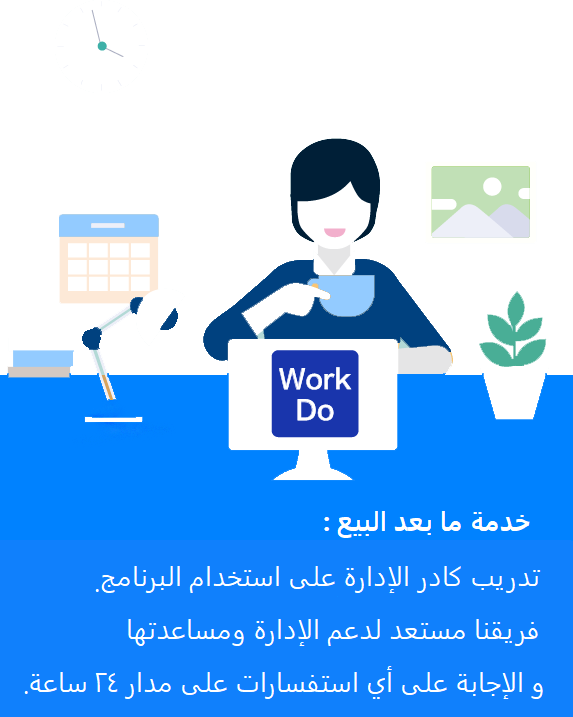 Work
Do
خدمة ما بعد البيع :
تدريب كادر الإدارة على استخدام البرنامج.
فريقنا مستعد لدعم الإدارة ومساعدتها
و الإجابة على أي استفسارات على مدار ٢٤ ساعة.